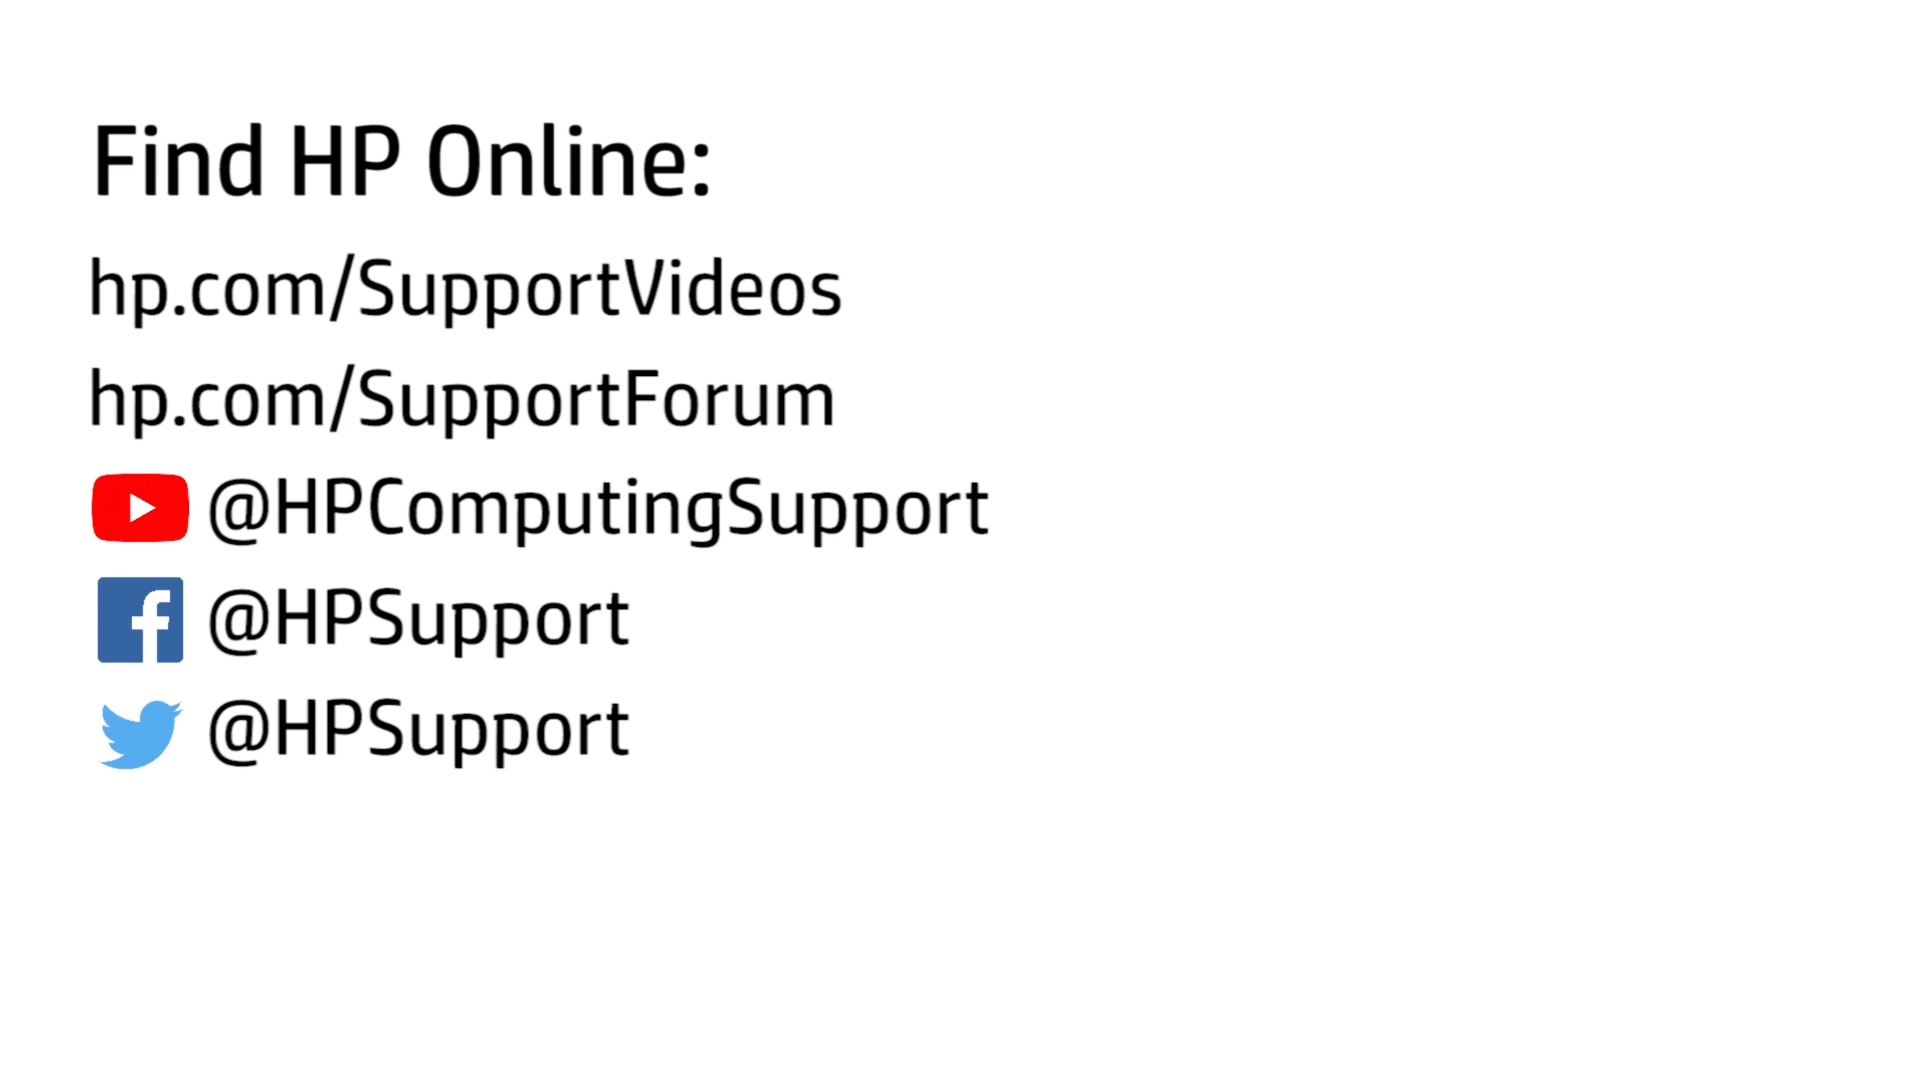 Find HP Online:
hp.com/SupportVideos
hp.com/SupportForum
@HPComputingSupport
@HPSupport
@HPSupport